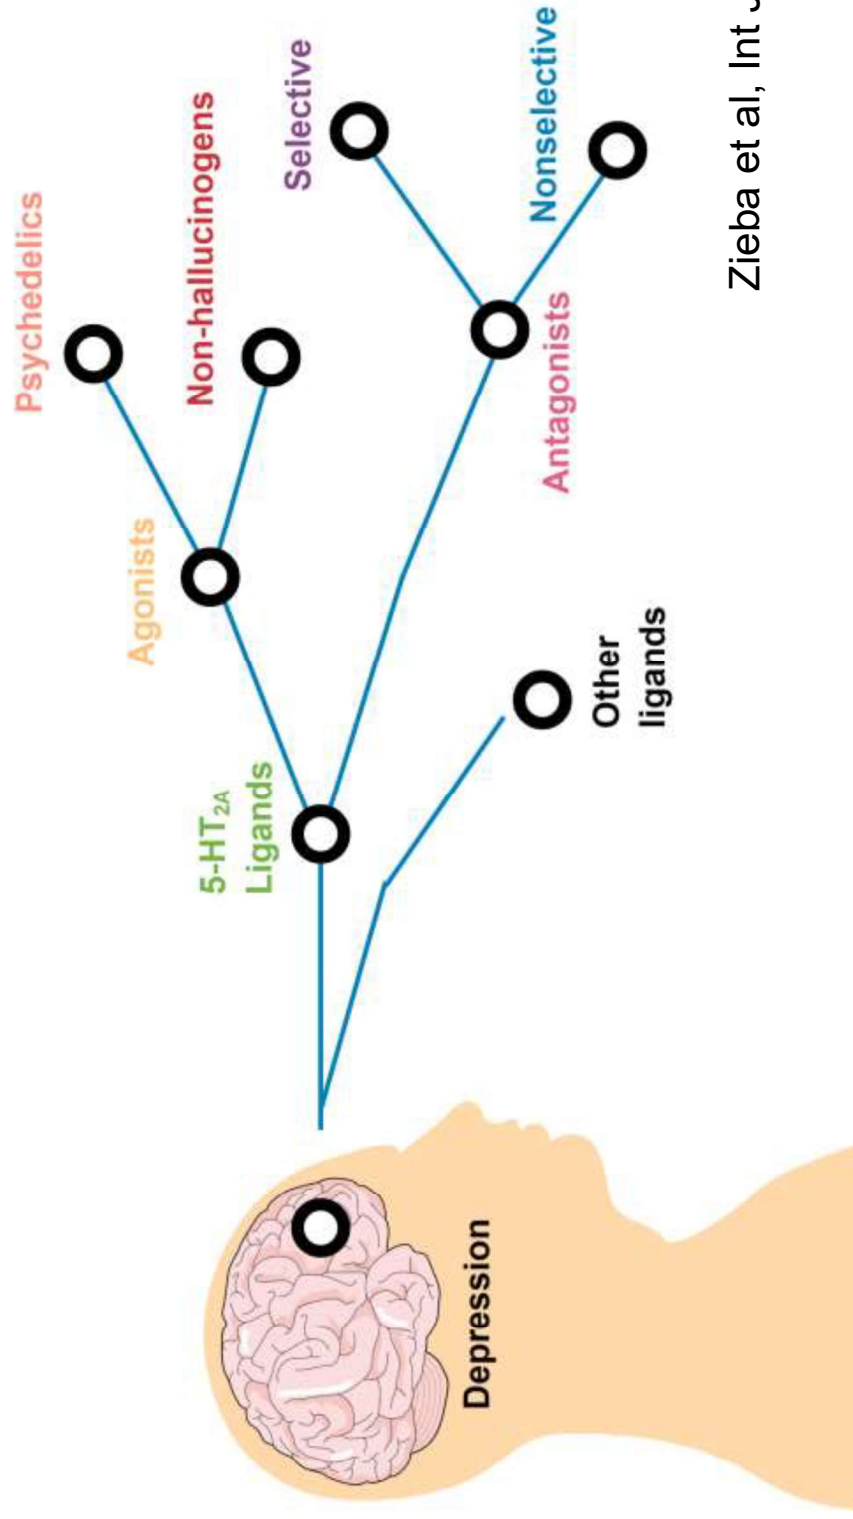 Psychedelics
Agonists
Non-hallucinogens
5-HT2A
Ligands
Selective
Nonselective
Antagonists
Other
ligands
Depression
Zieba et al, Int